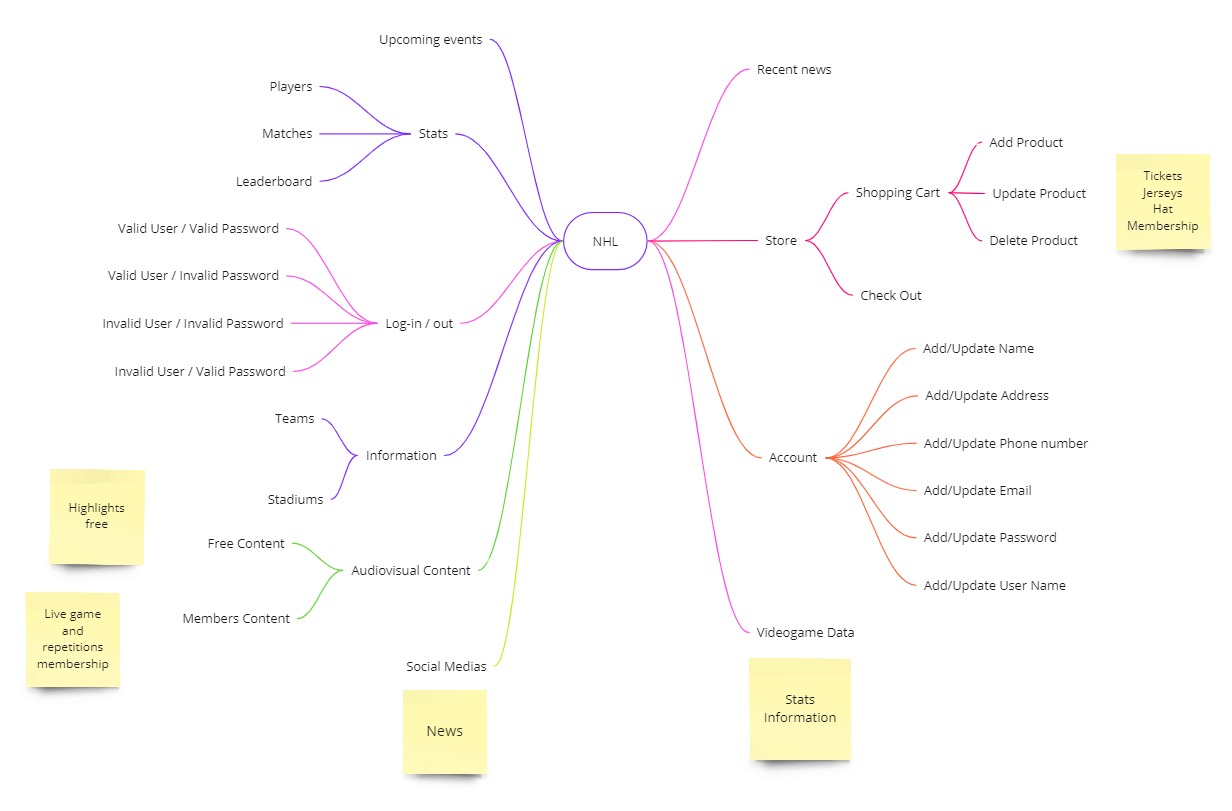 Upcoming events
Players
Matches
Leaderboard
Stats
Valid User / Valid Password
Valid User / Invalid Password
Invalid User / Invalid Password
Invalid User / Valid Password
Log-in / out
Teams
Stadiums
Information
Free Content
Members Content
Audiovisual Content
Highlights
free
Live game
and
repetitions
membership
Social Medias
News
NHL
Recent news
Store
Shopping Cart
Add Product
Update Product
Delete Product
Check Out
Tickets
Jerseys
Hat
Membership
Account
Add/Update Name
Add/Update Address
Add/Update Phone number
Add/Update Email
Add/Update Password
Add/Update User Name
Videogame Data
Stats
Information